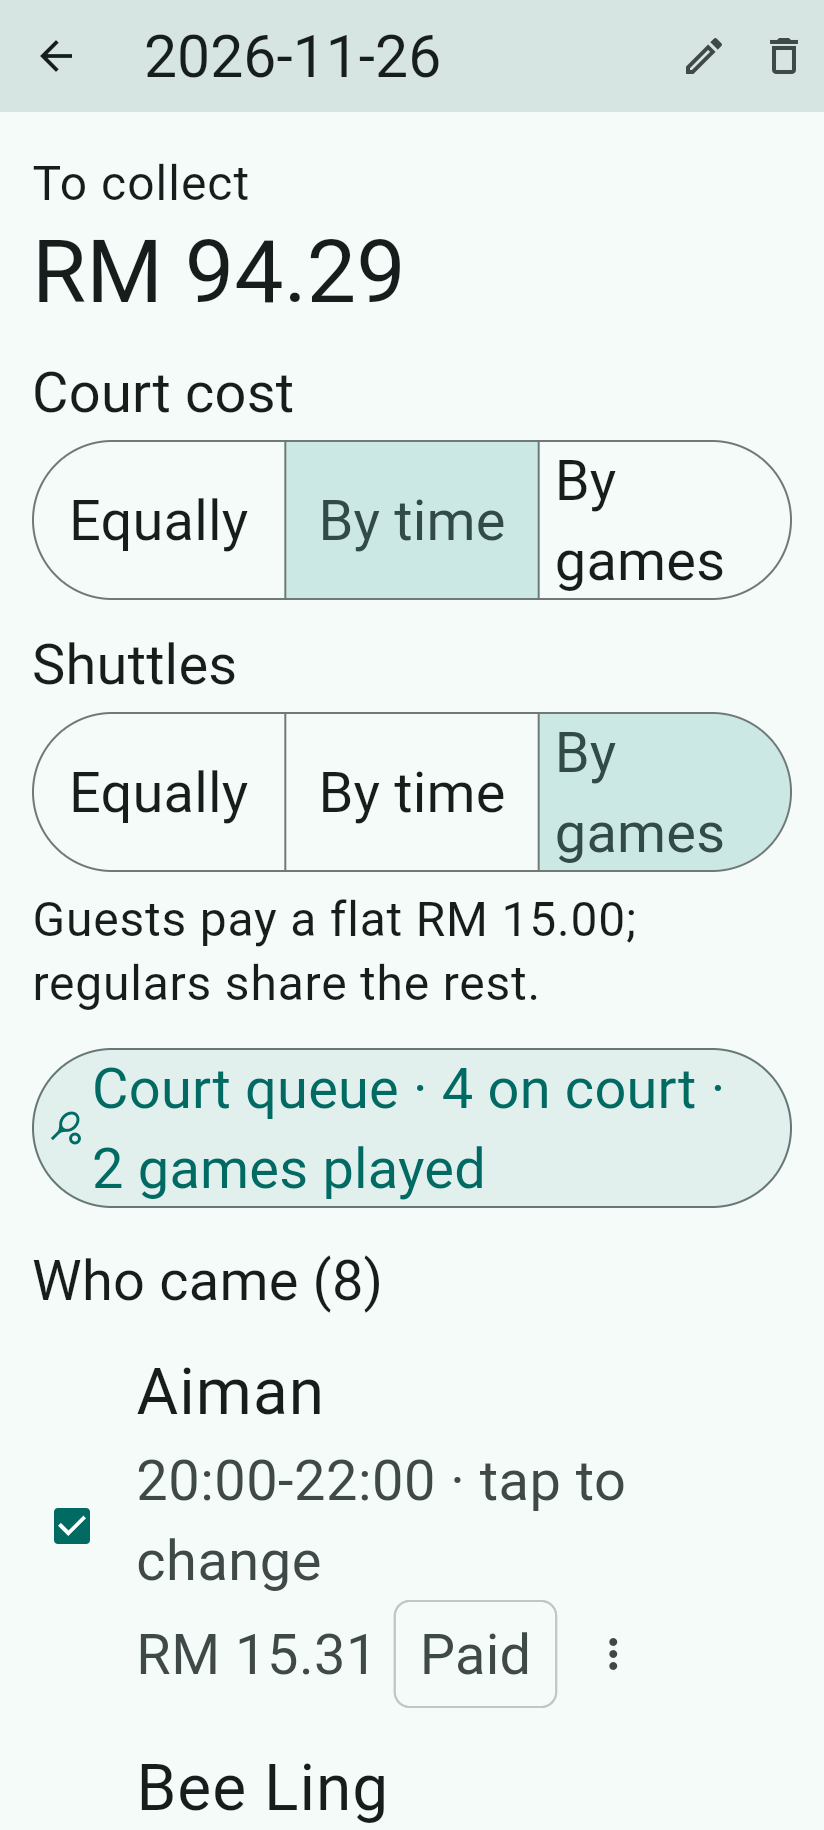 2026-11-26
To collect
RM 94.29
Court cost
Equally
By time
By
games
Shuttles
Equally
By time
By
games
Guests pay a flat RM 15.00;
regulars share the rest.
Court queue · 4 on court ·
2 games played
Who came (8)
Aiman
20:00-22:00 · tap to
change
RM 15.31
Paid
Bee Ling